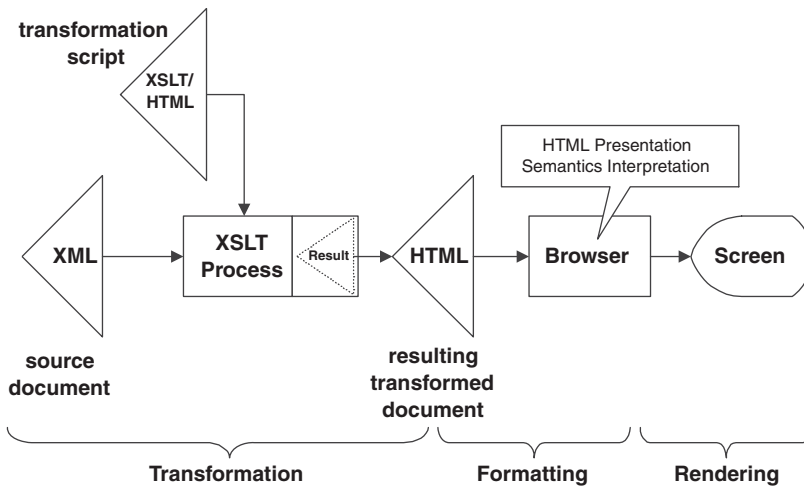 transformation
script
XSLT/
HTML
HTML Presentation
Semantics Interpretation
XML
XSLT
Process
Result
HTML
Browser
Screen
source
document
resulting
transformed
document
Transformation
Formatting
Rendering